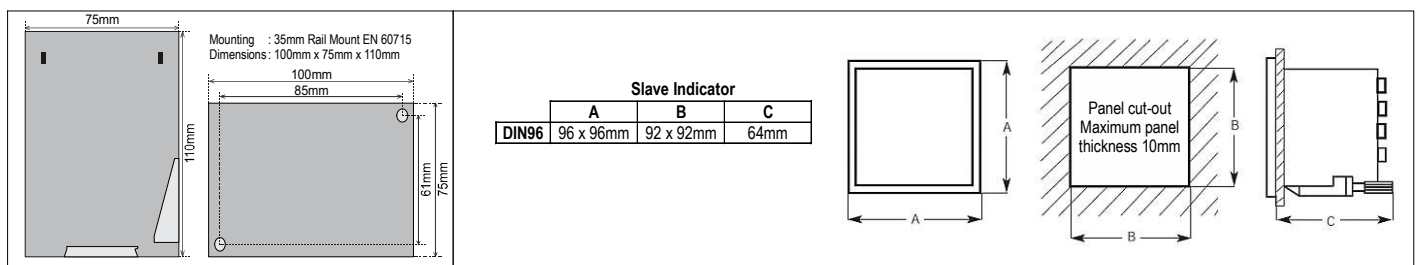 75mm
110mm
Mounting : 35mm Rail Mount EN 60715
Dimensions : 100mm x 75mm x 110mm
100mm
85mm
61mm
75mm
Slave Indicator
A B C
DIN96 96 x 96mm 92 x 92mm 64mm
A
A
Panel cut-out
Maximum panel
thickness 10mm
B
B
C